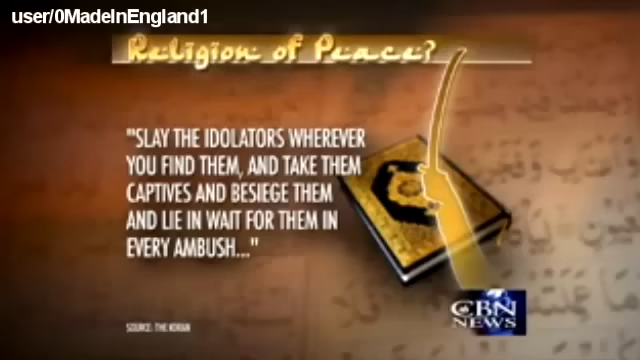 user/0MadeInEngland1
Religion of Peace?
"SLAY THE IDOLATORS WHEREVER
YOU FIND THEM, AND TAKE THEM
CAPTIVES AND BESIEGE THEM
AND LIE IN WAIT FOR THEM IN
EVERY AMBUSH..."
SOURCE: THE KORAN
CBN
NEWS